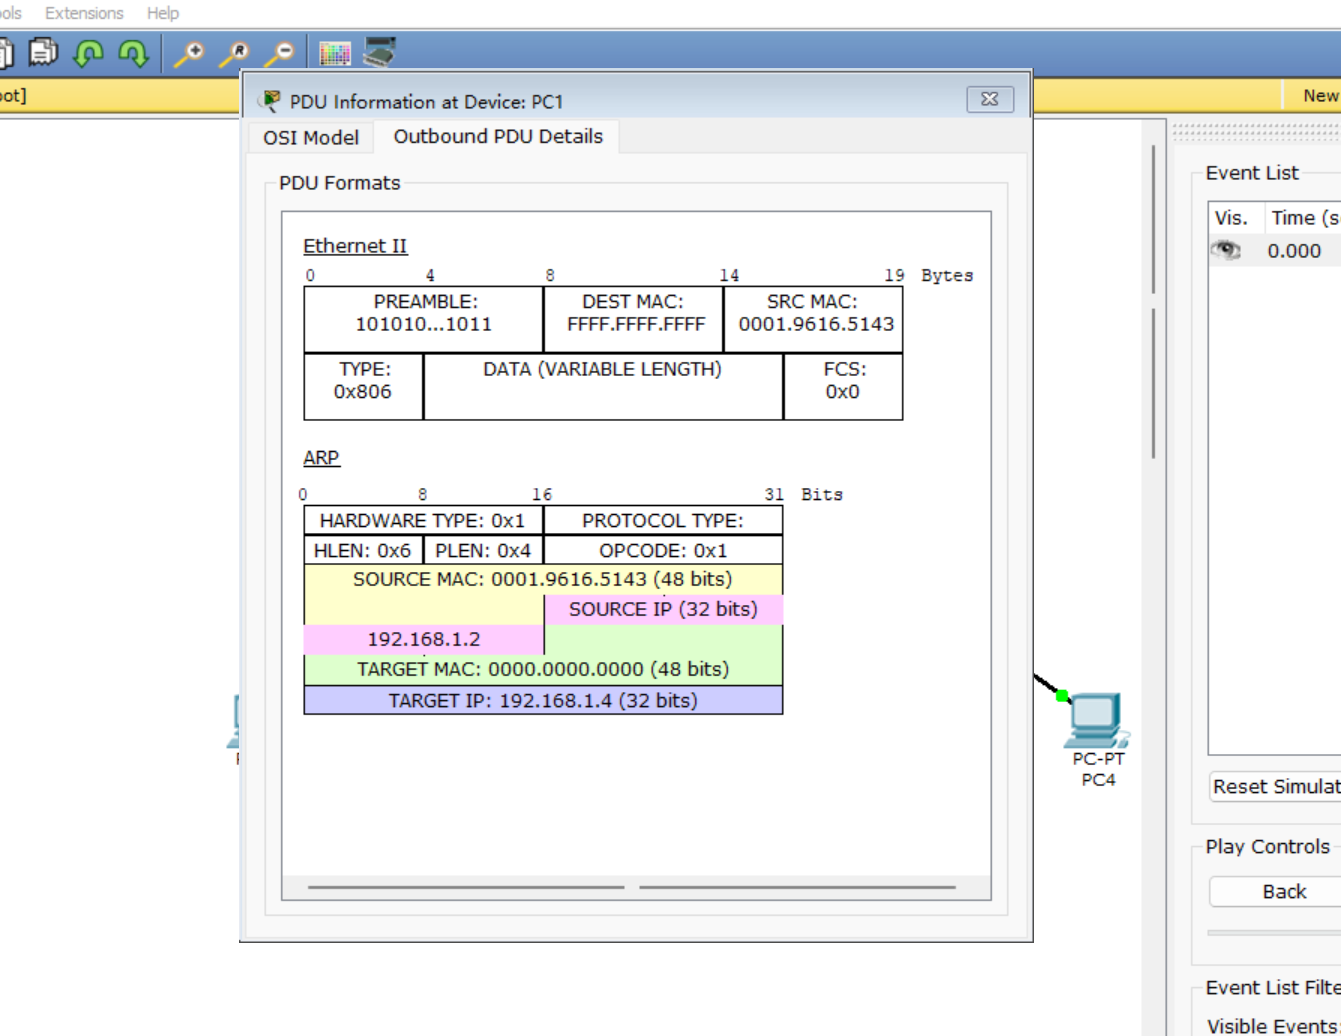 ols Extensions Help
oot] New
PDU Information at Device: PC1
OSI Model Outbound PDU Details
PDU Formats
Ethernet II
0 4 8 14 19 Bytes
PREAMBLE: DEST MAC: SRC MAC:
101010...1011 FFFF.FFFF.FFFF 0001.9616.5143
TYPE: DATA (VARIABLE LENGTH) FCS:
0x806 0x0
ARP
0 8 16 31 Bits
HARDWARE TYPE: 0x1 PROTOCOL TYPE:
HLEN: 0x6 PLEN: 0x4 OPCODE: 0x1
SOURCE MAC: 0001.9616.5143 (48 bits)
SOURCE IP (32 bits)
192.168.1.2
TARGET MAC: 0000.0000.0000 (48 bits)
TARGET IP: 192.168.1.4 (32 bits)
PC-PT
PC4
Event List
Vis. Time (s
0.000
Reset Simulat
Play Controls
Back
Event List Filte
Visible Events: